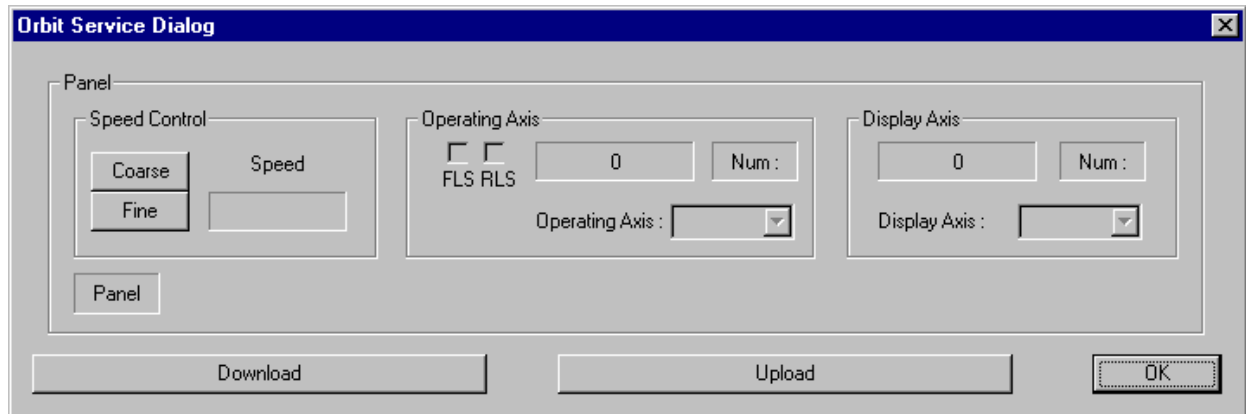 Orbit Service Dialog
Panel
Speed Control
Coarse
Fine
Speed
Operating Axis
FLS RLS
0
Num :
Operating Axis :
Display Axis
0
Num :
Display Axis :
Panel
Download
Upload
OK